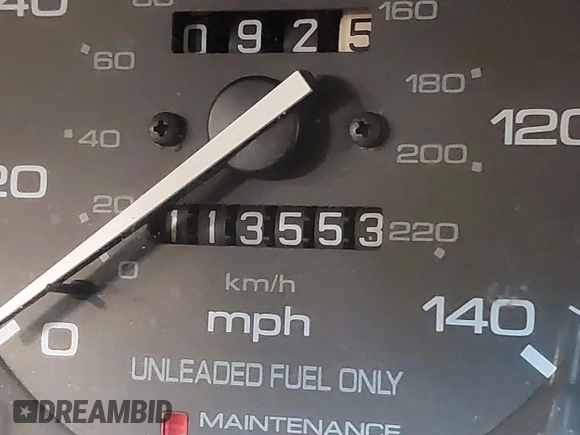 160
0925
60 180
120
40 200
20
20 113553 220
0 km/h
mph 140
0
UNLEADED FUEL ONLY
DREAMBID MAINTENANCE